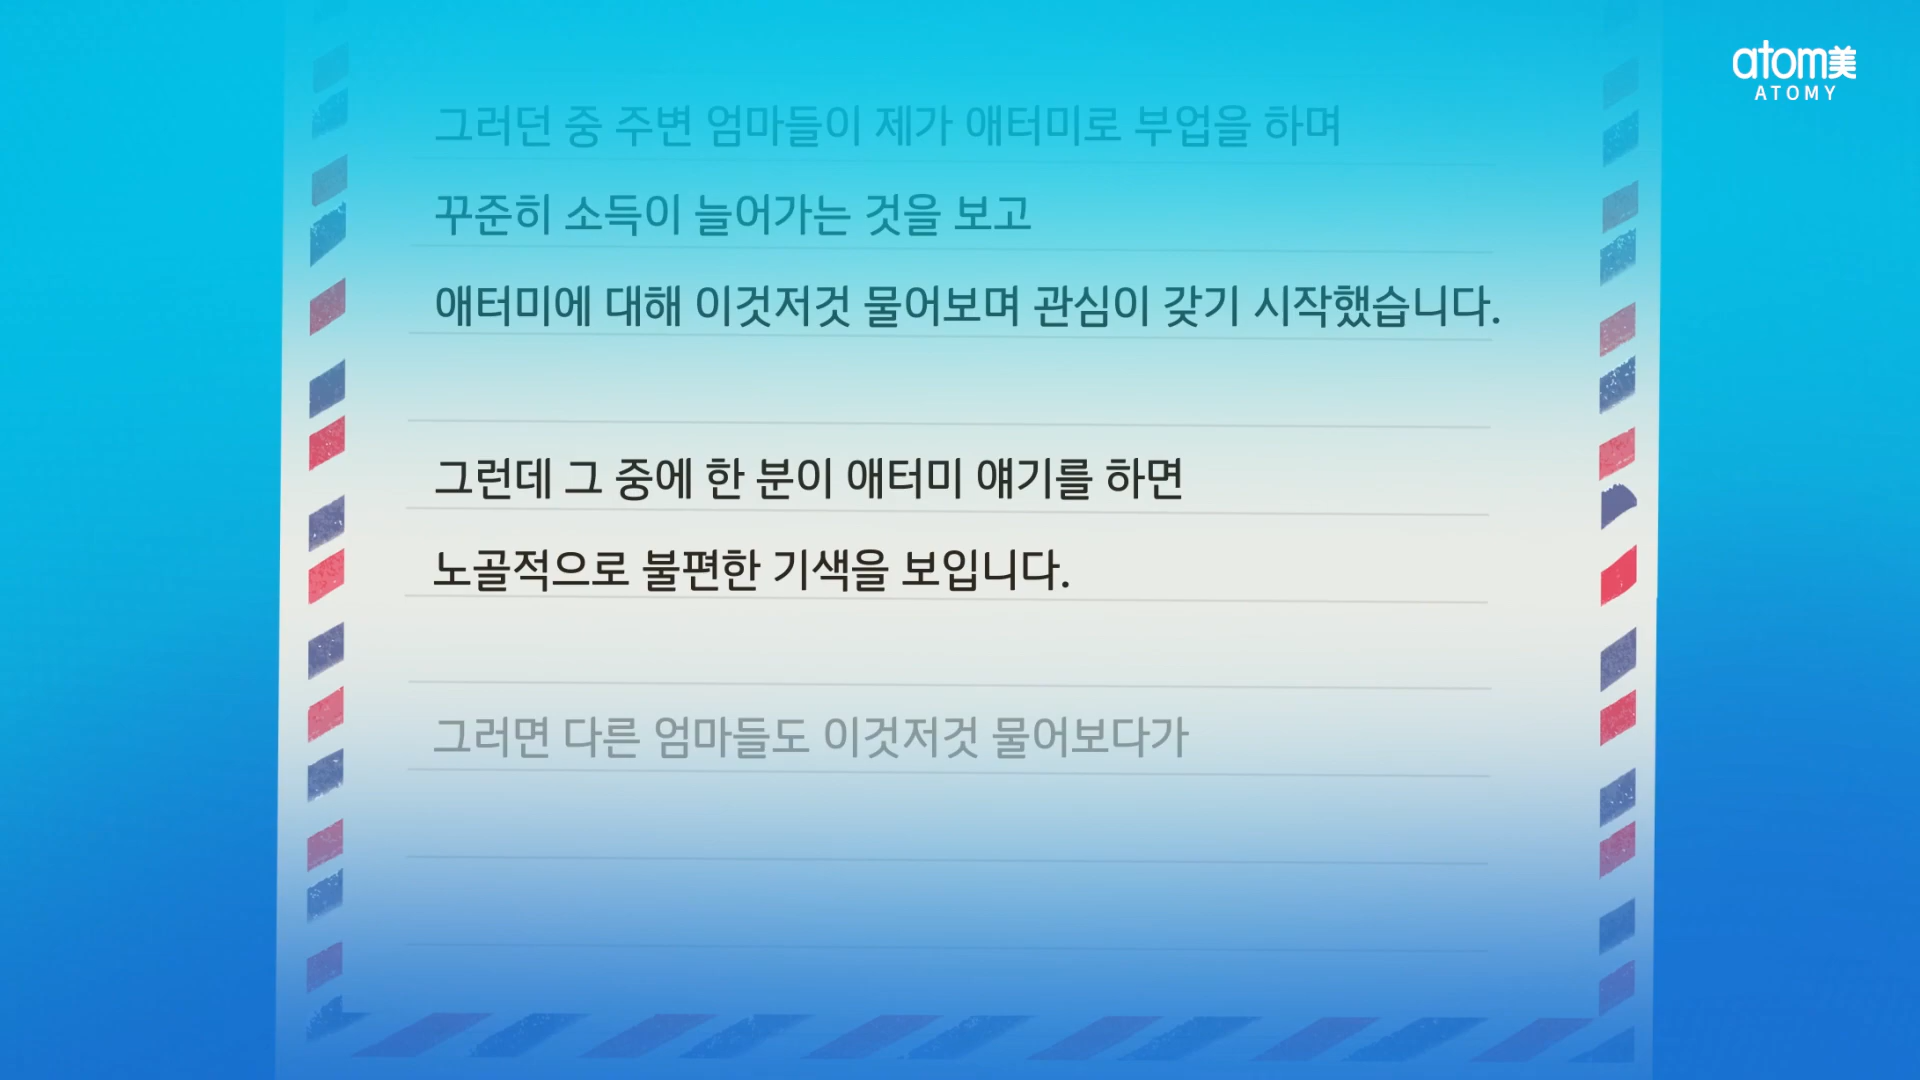 atom美
ATOMY
그러던 중 주변 엄마들이 제가 애터미로 부업을 하며
꾸준히 소득이 늘어가는 것을 보고
애터미에 대해 이것저것 물어보며 관심이 갖기 시작했습니다.
그런데 그 중에 한 분이 애터미 얘기를 하면
노골적으로 불편한 기색을 보입니다.
그러면 다른 엄마들도 이것저것 물어보다가